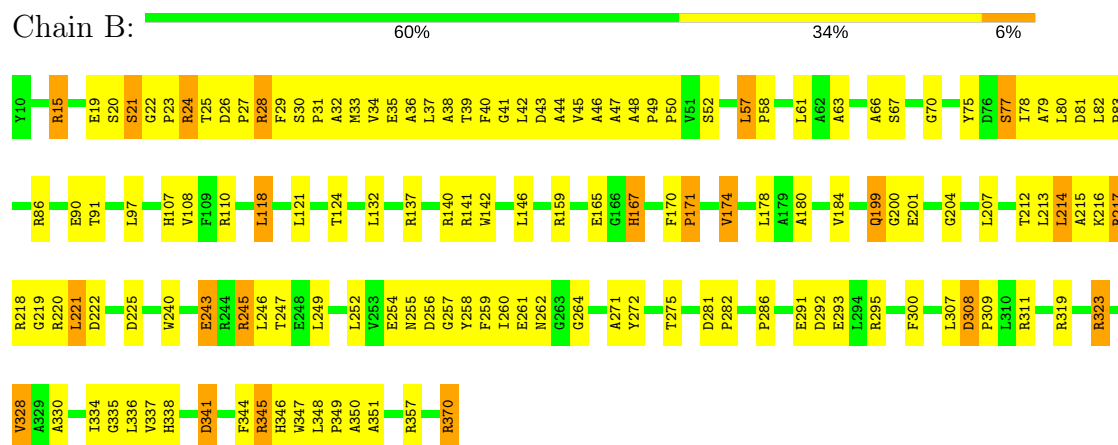 Chain B:
60% 34% 6%
Y10 R15 E19 S20 S21 G22 P23 R24 T25 D26 P27 R28 F29 S30 P31 A32 M33 V34 E35 A36 L37 A38 T39 F40 G41 L42 D43 A44 V45 A46 A47 A48 P49 P50 V51 S52 L57 P58 L61 A62 A63 A66 S67 G70 Y75 D76 S77 I78 A79 L80 D81 L82
R86 E90 T91 L97 H107 V108 F109 R110 L118 L121 T124 L132 R137 R140 R141 W142 L146 R159 E165 G166 H167 F170 P171 V174 L178 A179 A180 V184 Q199 G200 E201 G204 L207 T212 L213 L214 A215 K216
R218 G219 R220 L221 D222 D225 W240 E243 R244 R245 L246 T247 E248 L249 L252 V253 E254 N255 D256 G257 Y258 F259 I260 E261 N262 G263 G264 A271 Y272 T275 D281 P282 P286 E291 D292 E293 L294 R295 F300 L307 D308 P309 L310 R311 R319 R323
V328 A329 A330 I334 G335 L336 V337 H338 D341 F344 R345 H346 W347 L348 P349 A350 A351 R357 R370